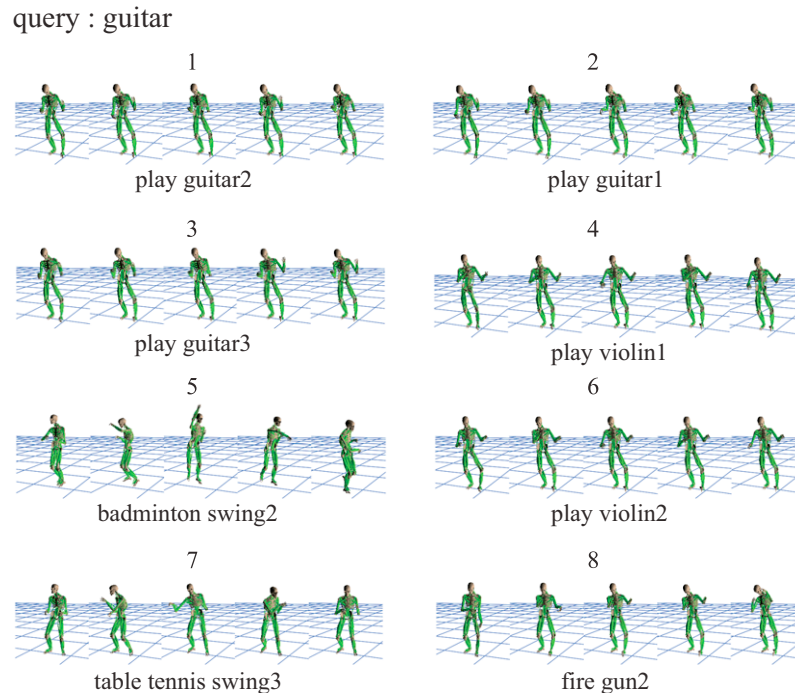 query : guitar
1
2
play guitar2
play guitar1
3
4
play guitar3
play violin1
5
6
badminton swing2
play violin2
7
8
table tennis swing3
fire gun2